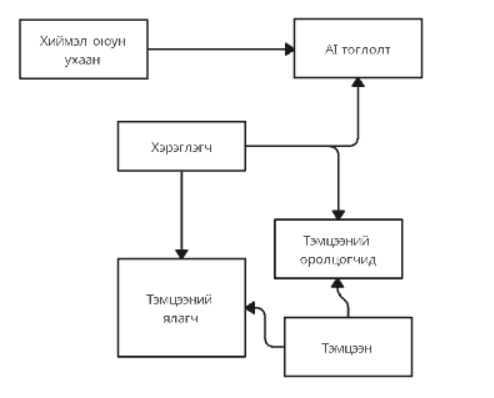 Хиймэл оюун
ухаан
AI тоглолт
Хэрэглэгч
Тэмцээний
оролцогчид
Тэмцээний
ялагч
Тэмцээн